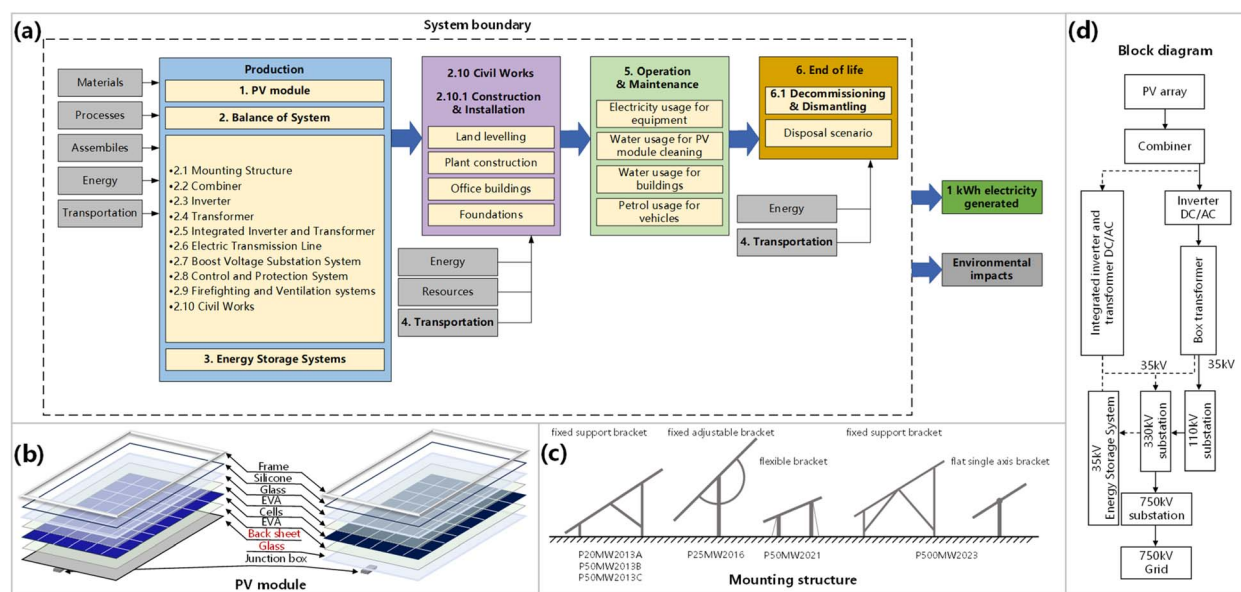 (a)
System boundary
Materials
Processes
Assembiles
Energy
Transportation
Production
1. PV module
2. Balance of System
•2.1 Mounting Structure
•2.2 Combiner
•2.3 Inverter
•2.4 Transformer
•2.5 Integrated Inverter and Transformer
•2.6 Electric Transmission Line
•2.7 Boost Voltage Substation System
•2.8 Control and Protection System
•2.9 Firefighting and Ventilation systems
•2.10 Civil Works
3. Energy Storage Systems
2.10 Civil Works
2.10.1 Construction
& Installation
Land levelling
Plant construction
Office buildings
Foundations
Energy
Resources
4. Transportation
5. Operation
& Maintenance
Electricity usage for
equipment
Water usage for PV
module cleaning
Water usage for
buildings
Petrol usage for
vehicles
6. End of life
6.1 Decommissioning
& Dismantling
Disposal scenario
Energy
4. Transportation
1 kWh electricity
generated
Environmental
impacts
(b)
Frame
Silicone
Glass
EVA
Cells
EVA
Back sheet
Glass
Junction box
PV module
(c)
fixed support bracket
fixed adjustable bracket
flexible bracket
fixed support bracket
flat single axis bracket
P20MW2013A
P50MW2013B
P50MW2013C
P25MW2016
P50MW2021
P500MW2023
Mounting structure
(d)
Block diagram
PV array
Combiner
Integrated inverter and
transformer DC/AC
Inverter
DC/AC
Box transformer
35kV
35kV
35kV
Energy Storage System
330kV
substation
110kV
substation
750kV
substation
750kV
Grid